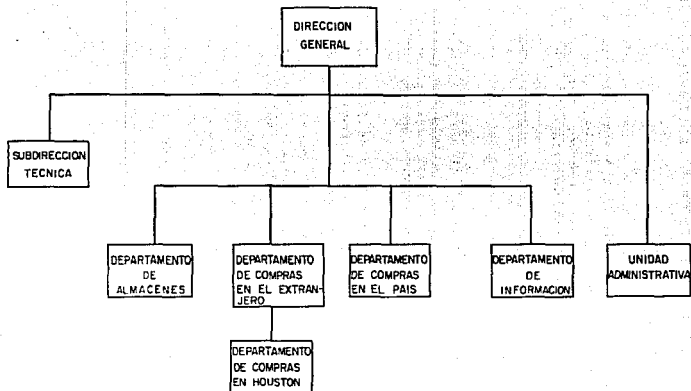 DIRECCION
GENERAL
SUBDIRECCION
TECNICA
DEPARTAMENTO
DE
ALMACENES
DEPARTAMENTO
DE COMPRAS
EN EL EXTRAN-
JERO
DEPARTAMENTO
DE COMPRAS
EN EL PAIS
DEPARTAMENTO
DE
INFORMACION
UNIDAD
ADMINISTRATIVA
DEPARTAMENTO
DE COMPRAS
EN HOUSTON